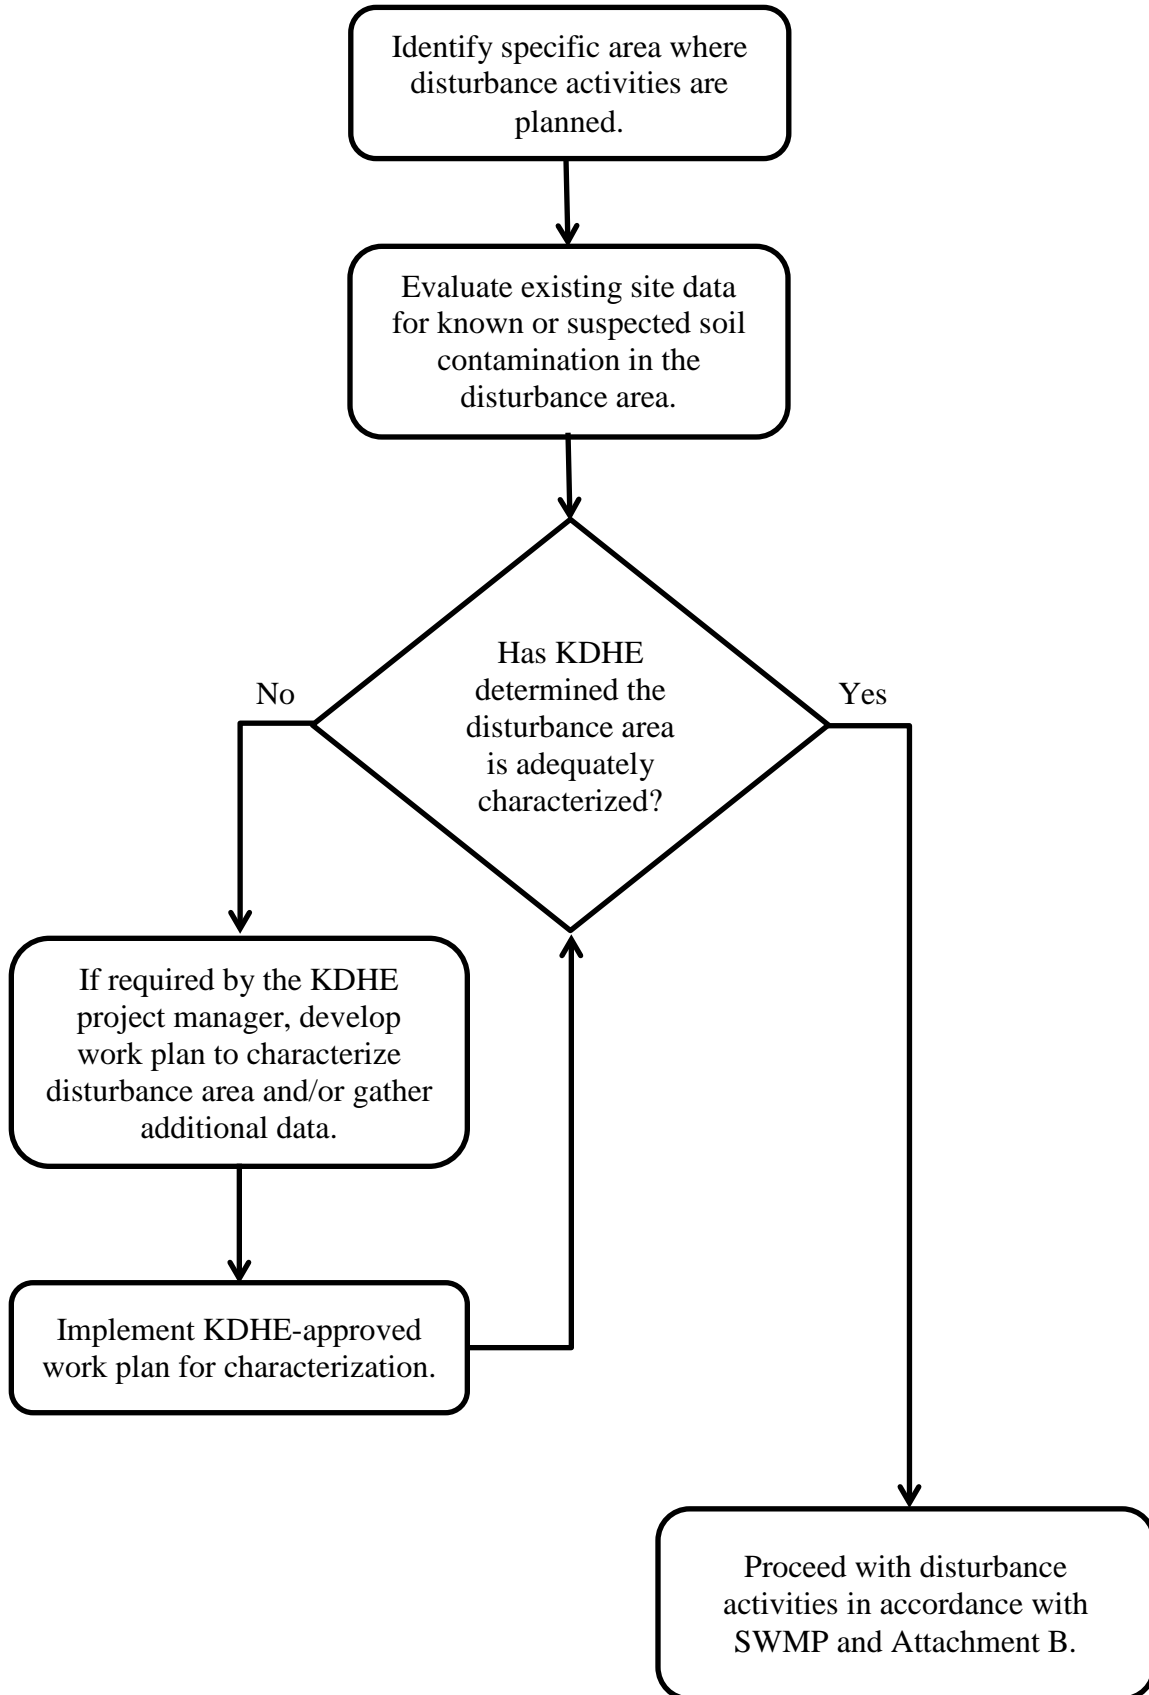 Identify specific area where
disturbance activities are
planned.
Evaluate existing site data
for known or suspected soil
contamination in the
disturbance area.
Has KDHE
determined the
disturbance area
is adequately
characterized?
No
Yes
If required by the KDHE
project manager, develop
work plan to characterize
disturbance area and/or gather
additional data.
Implement KDHE-approved
work plan for characterization.
Proceed with disturbance
activities in accordance with
SWMP and Attachment B.